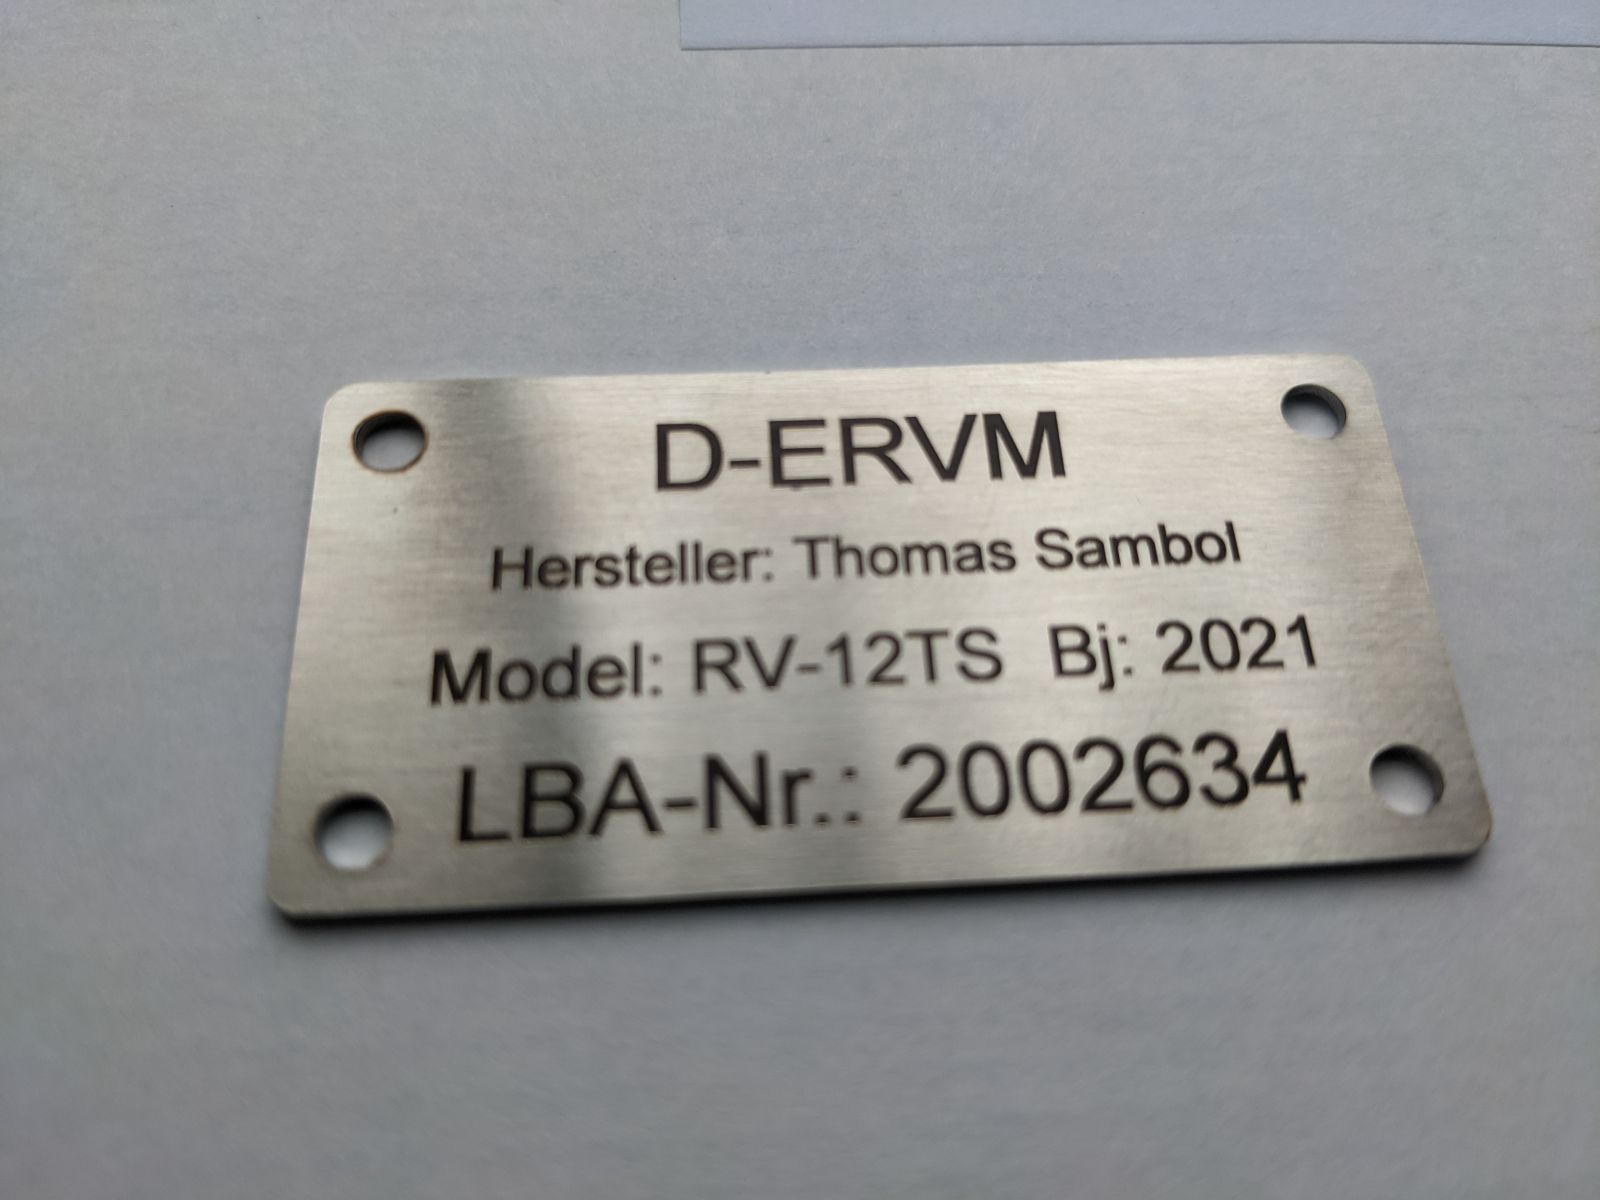 D-ERVM
Hersteller: Thomas Sambol
Model: RV-12TS Bj: 2021
LBA-Nr.: 2002634